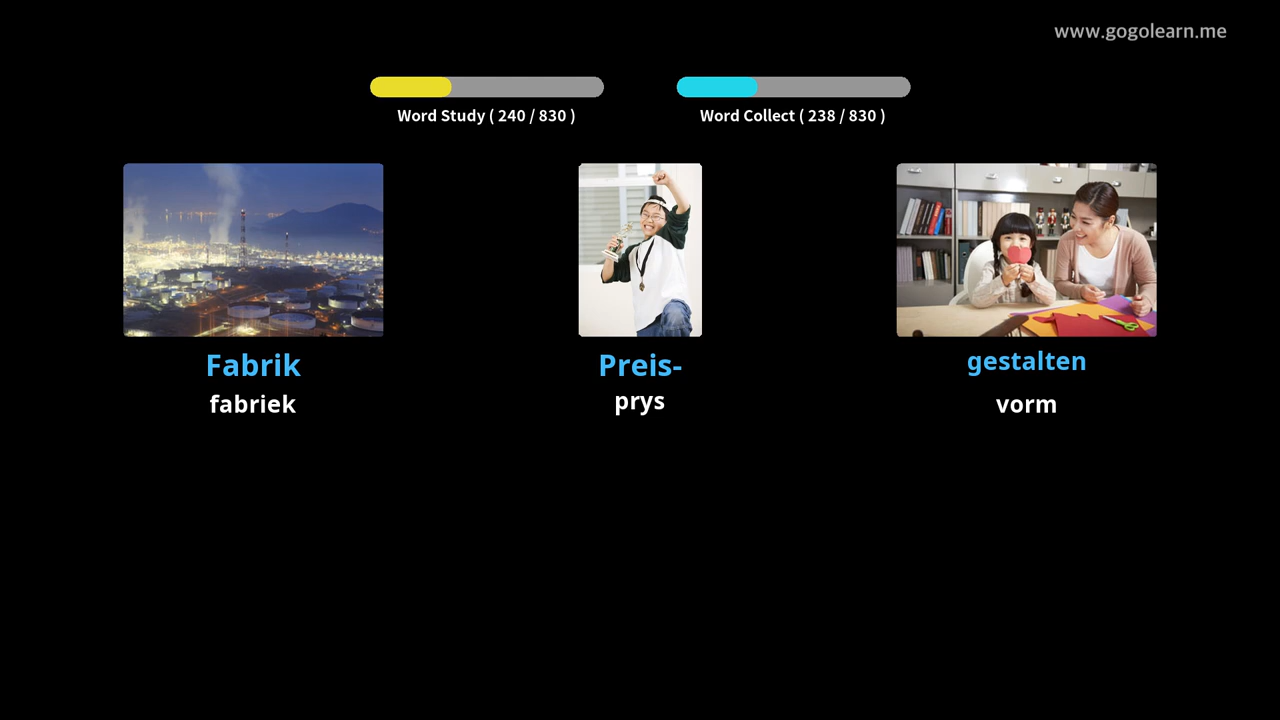 www.gogolearn.me
Word Study ( 240 / 830 )
Word Collect ( 238 / 830 )
Fabrik
fabriek
Preis-
prys
gestalten
vorm